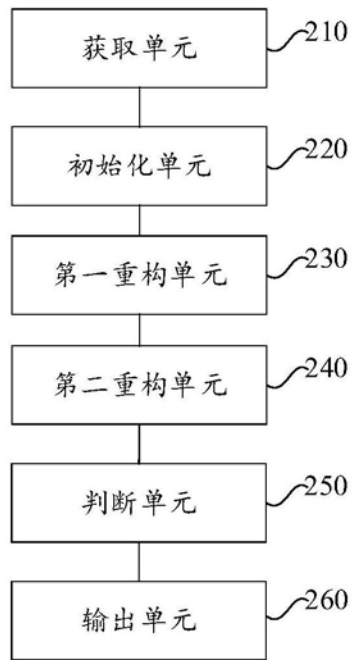 获取单元
210
初始化单元
220
第一重构单元
230
第二重构单元
240
判断单元
250
输出单元
260